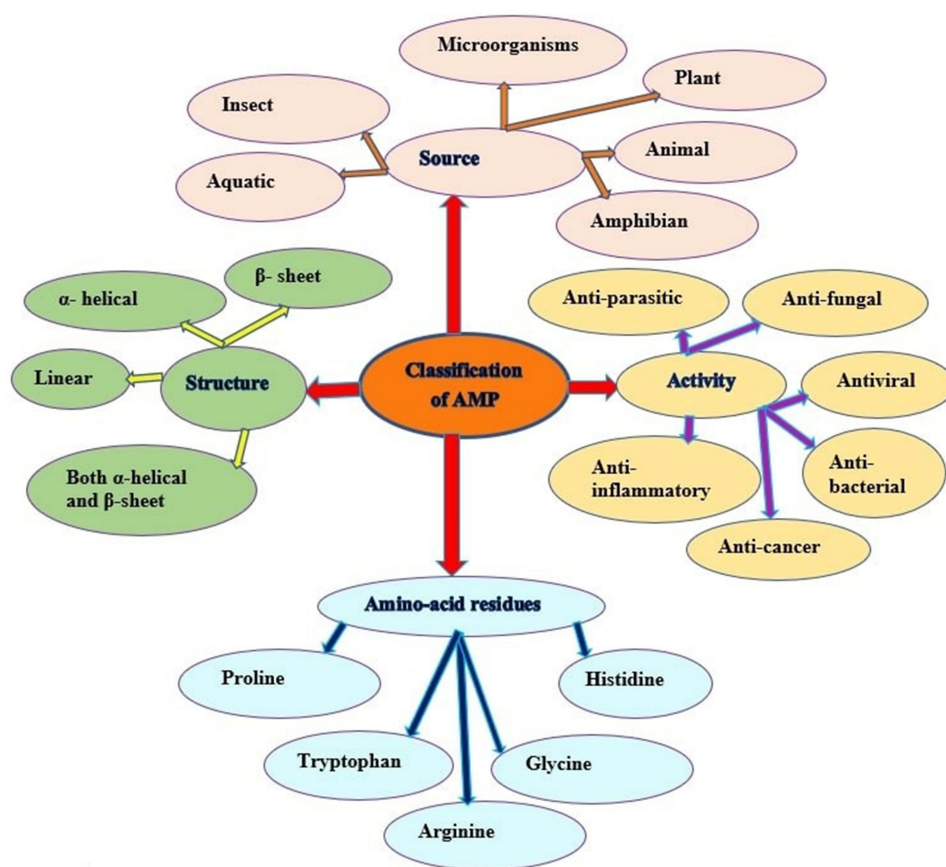 Microorganisms
Plant
Insect
Source
Animal
Aquatic
Amphibian
β- sheet
α- helical
Anti-parasitic
Anti-fungal
Linear
Structure
Classification
of AMP
Activity
Antiviral
Both α-helical
and β-sheet
Anti-
inflammatory
Anti-
bacterial
Anti-cancer
Amino-acid residues
Proline
Histidine
Tryptophan
Glycine
Arginine